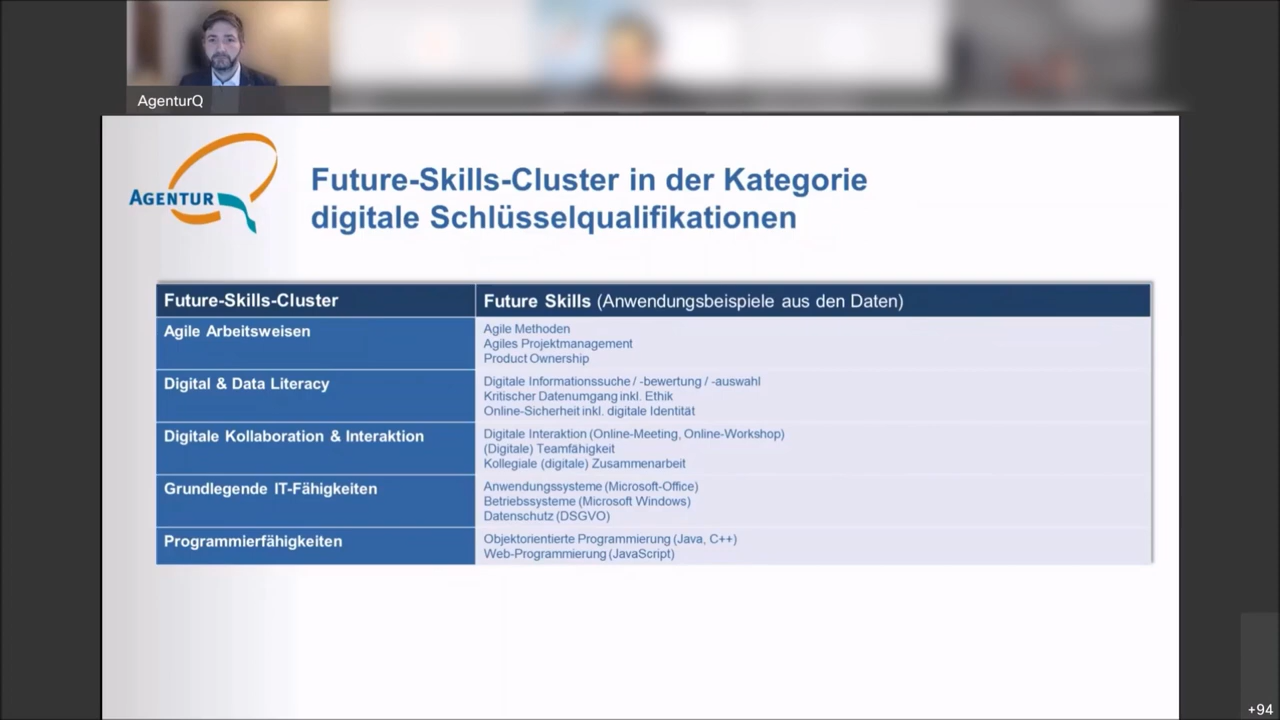 AgenturQ
AGENTUR
Future-Skills-Cluster in der Kategorie
digitale Schlüsselqualifikationen
Future-Skills-Cluster
Future Skills (Anwendungsbeispiele aus den Daten)
Agile Arbeitsweisen
Agile Methoden
Agiles Projektmanagement
Product Ownership
Digital & Data Literacy
Digitale Informationssuche / -bewertung / -auswahl
Kritischer Datenumgang inkl. Ethik
Online-Sicherheit inkl. digitale Identität
Digitale Kollaboration & Interaktion
Digitale Interaktion (Online-Meeting, Online-Workshop)
(Digitale) Teamfähigkeit
Kollegiale (digitale) Zusammenarbeit
Grundlegende IT-Fähigkeiten
Anwendungssysteme (Microsoft-Office)
Betriebssysteme (Microsoft Windows)
Datenschutz (DSGVO)
Programmierfähigkeiten
Objektorientierte Programmierung (Java, C++)
Web-Programmierung (JavaScript)
+94